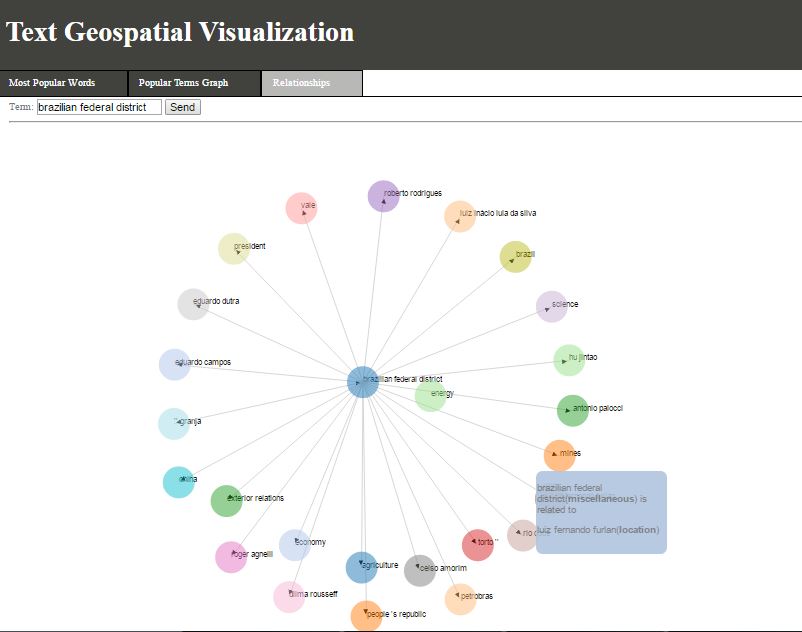 Text Geospatial Visualization
Most Popular Words
Popular Terms Graph
Relationships
Term: brazilian federal district Send
roberto rodrigues
vale
luiz inácio lula da silva
president
brazil
eduardo dutra
science
hu jintao
eduardo campos
brazilian federal district
energy
antonio palocci
granja
mines
china
exterior relations
brazilian federal
district(miscellaneous) is
related to
luiz fernando furlan(location)
rio
torto "
economy
roger agnelli
agriculture
celso amorim
dilma rousseff
petrobras
people 's republic